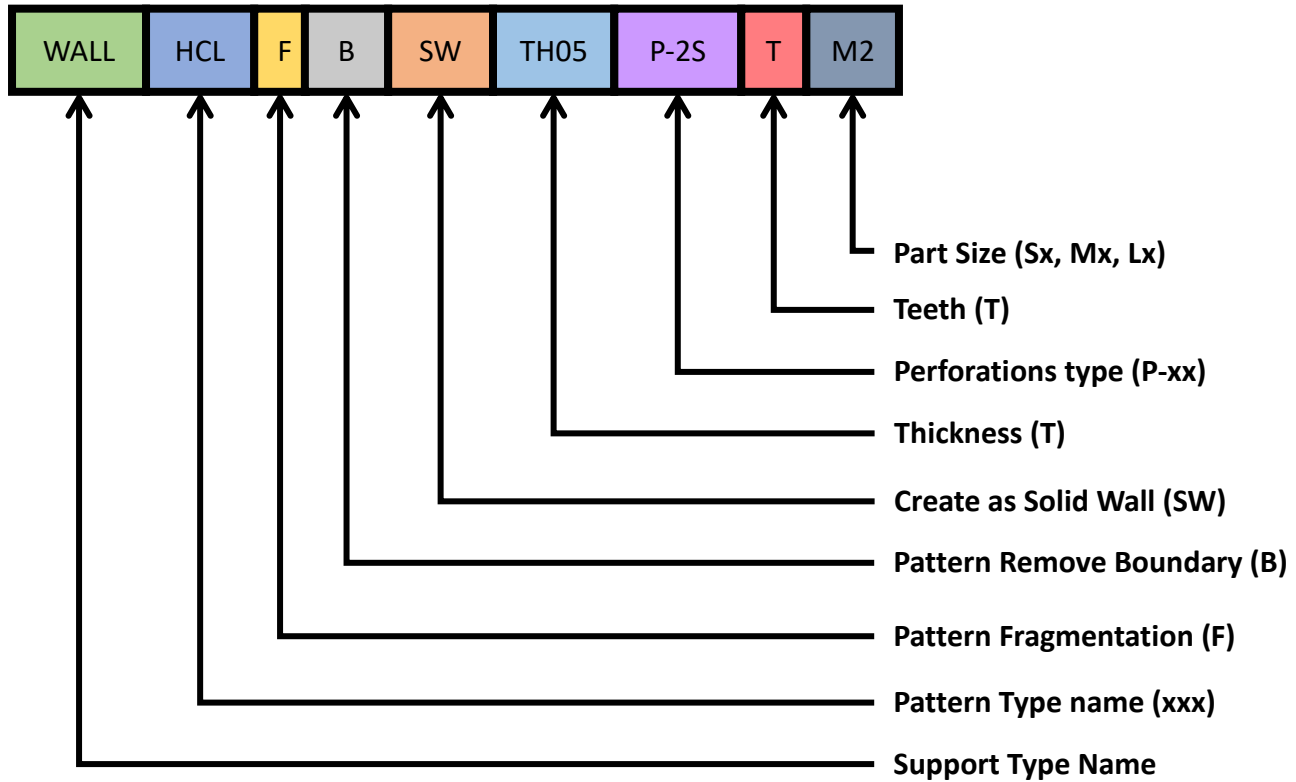 WALL HCL F B SW TH05 P-2S T M2
Part Size (Sx, Mx, Lx)
Teeth (T)
Perforations type (P-xx)
Thickness (T)
Create as Solid Wall (SW)
Pattern Remove Boundary (B)
Pattern Fragmentation (F)
Pattern Type name (xxx)
Support Type Name